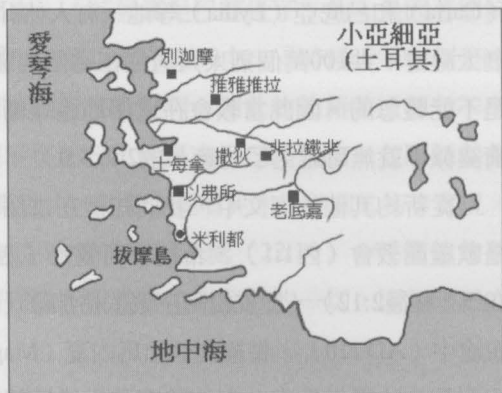 愛琴海
小亞細亞
(土耳其)
別迦摩
推雅推拉
士每拿
撒狄
非拉鐵非
以弗所
老底嘉
米利都
拔摩島
地中海